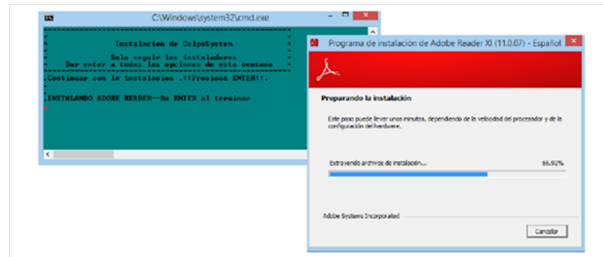 C:\Windows\system32\cmd.exe
Instalacion de ColpoSystem
Solo seguir los instaladores
Dar enter a todas las opciones de esta ventana
.Continuar con la instalacion .!!Presiona ENTER!!.
.INSTALANDO ADOBE READER--Da ENTER al terminar
Programa de instalación de Adobe Reader XI (11.0.07) - Español
Preparando la instalación
Este paso puede llevar unos minutos, dependiendo de la velocidad del procesador y de la
configuración del hardware.
Extrayendo archivos de instalación... 66.92%
Adobe Systems Incorporated
Cancelar